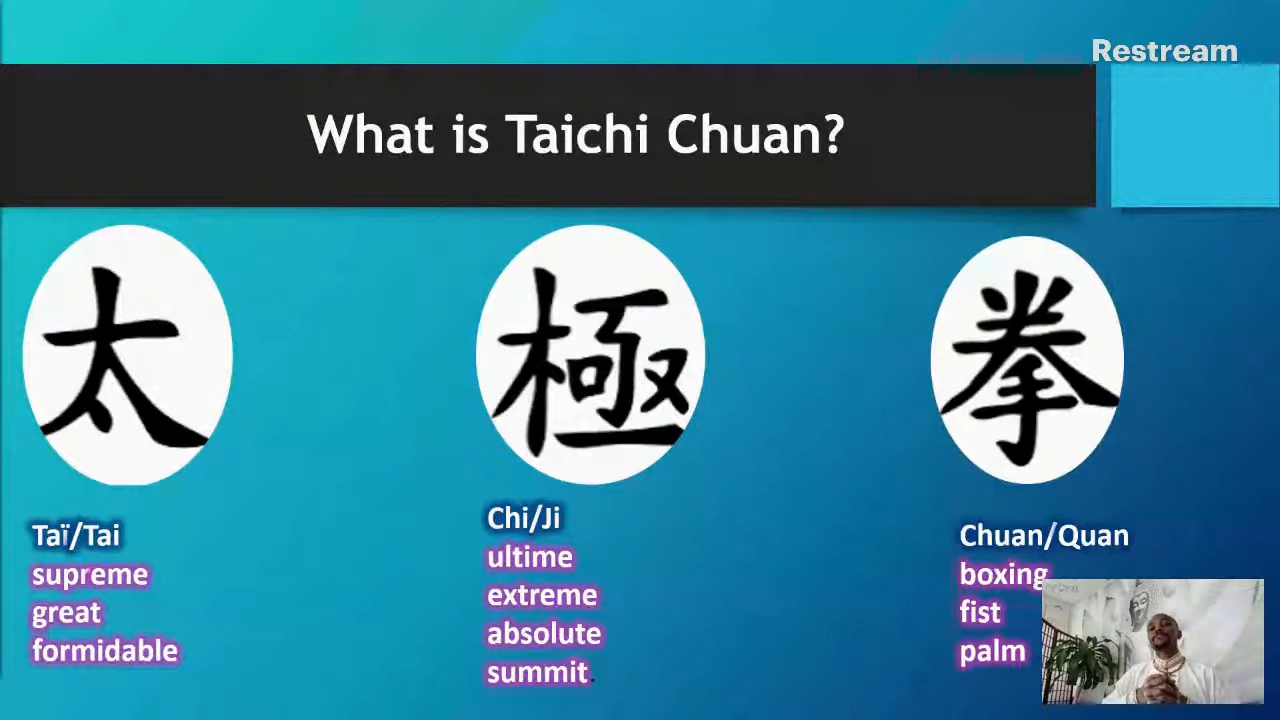 Restream
What is Taichi Chuan?
太
極
拳
Taï/Tai
supreme
great
formidable
Chi/Ji
ultime
extreme
absolute
summit.
Chuan/Quan
boxing
fist
palm